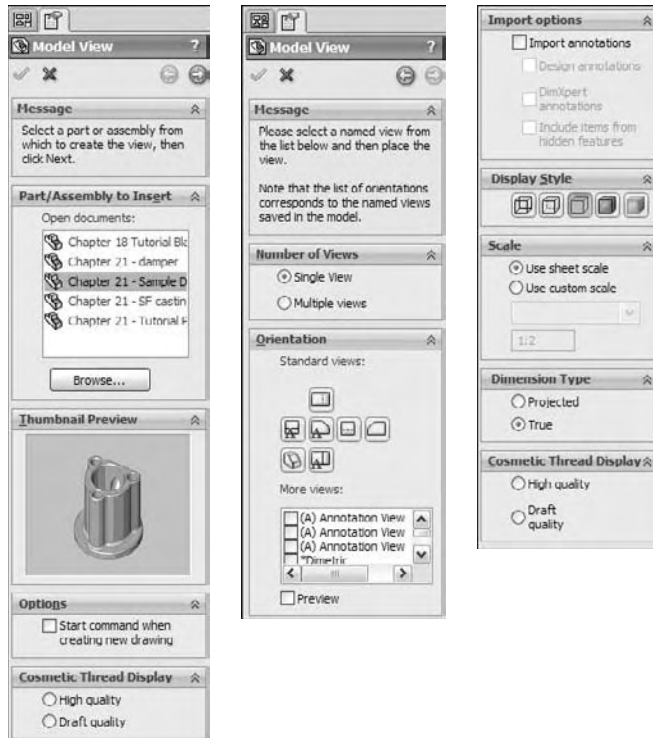 Model View ?
Message
Select a part or assembly from
which to create the view, then
click Next.
Part/Assembly to Insert
Open documents:
Chapter 18 Tutorial Blc
Chapter 21 - damper
Chapter 21 - Sample D
Chapter 21 - SF castin
Chapter 21 - Tutorial F
Browse...
Thumbnail Preview
Options
Start command when
creating new drawing
Cosmetic Thread Display
High quality
Draft quality
Model View ?
Message
Please select a named view from
the list below and then place the
view.
Note that the list of orientations
corresponds to the named views
saved in the model.
Number of Views
Single View
Multiple views
Orientation
Standard views:
More views:
(A) Annotation View
(A) Annotation View
(A) Annotation View
*Dimetric
Preview
Import options
Import annotations
Design annotations
DimXpert
annotations
Include items from
hidden features
Display Style
Scale
Use sheet scale
Use custom scale
1:2
Dimension Type
Projected
True
Cosmetic Thread Display
High quality
Draft
quality